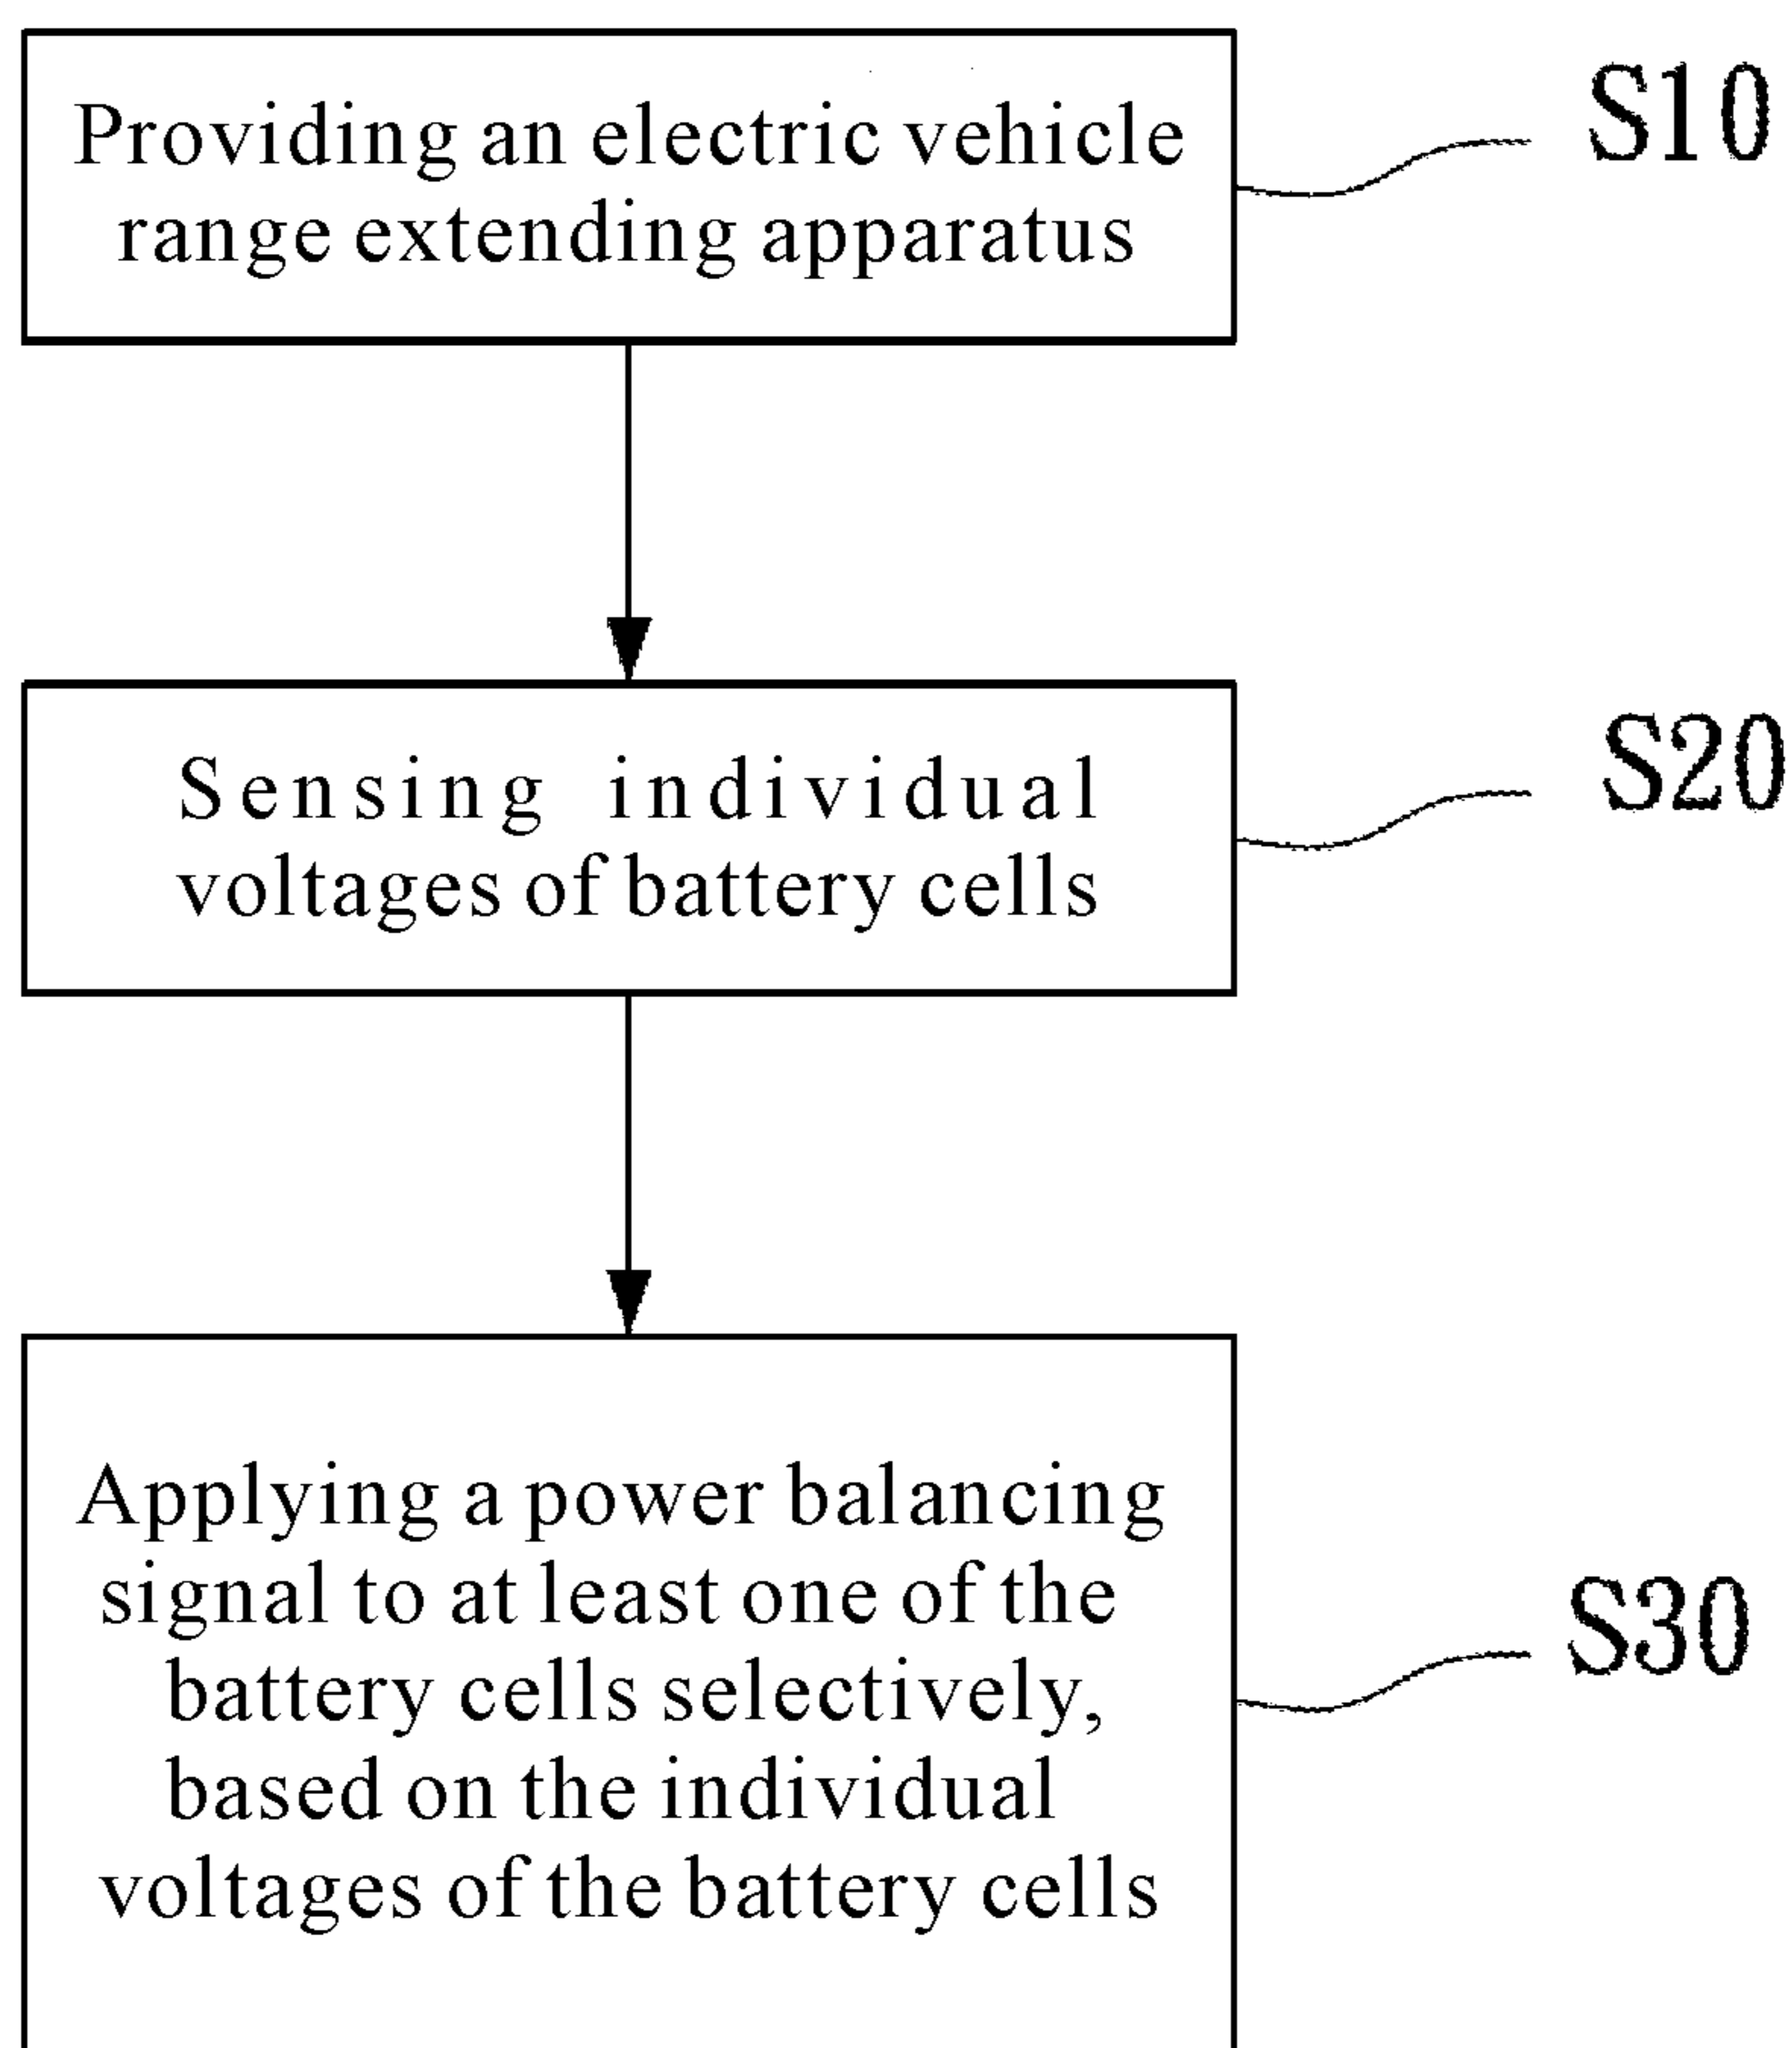 Providing an electric vehicle
range extending apparatus
S10
Sensing individual
voltages of battery cells
S20
Applying a power balancing
signal to at least one of the
battery cells selectively,
based on the individual
voltages of the battery cells
S30